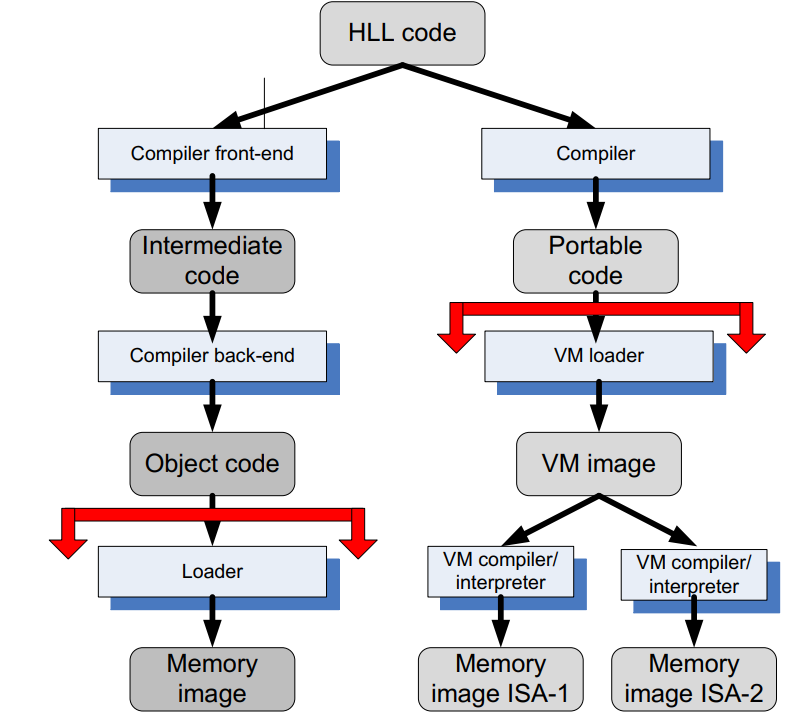 HLL code
Compiler front-end
Compiler
Intermediate
code
Portable
code
Compiler back-end
VM loader
Object code
VM image
Loader
VM compiler/
interpreter
VM compiler/
interpreter
Memory
image
Memory
image ISA-1
Memory
image ISA-2